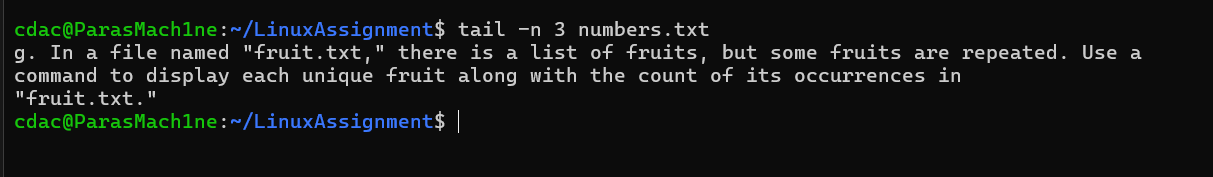 cdac@ParasMach1ne:~/LinuxAssignment$ tail -n 3 numbers.txt
g. In a file named "fruit.txt," there is a list of fruits, but some fruits are repeated. Use a
command to display each unique fruit along with the count of its occurrences in
"fruit.txt."
cdac@ParasMach1ne:~/LinuxAssignment$